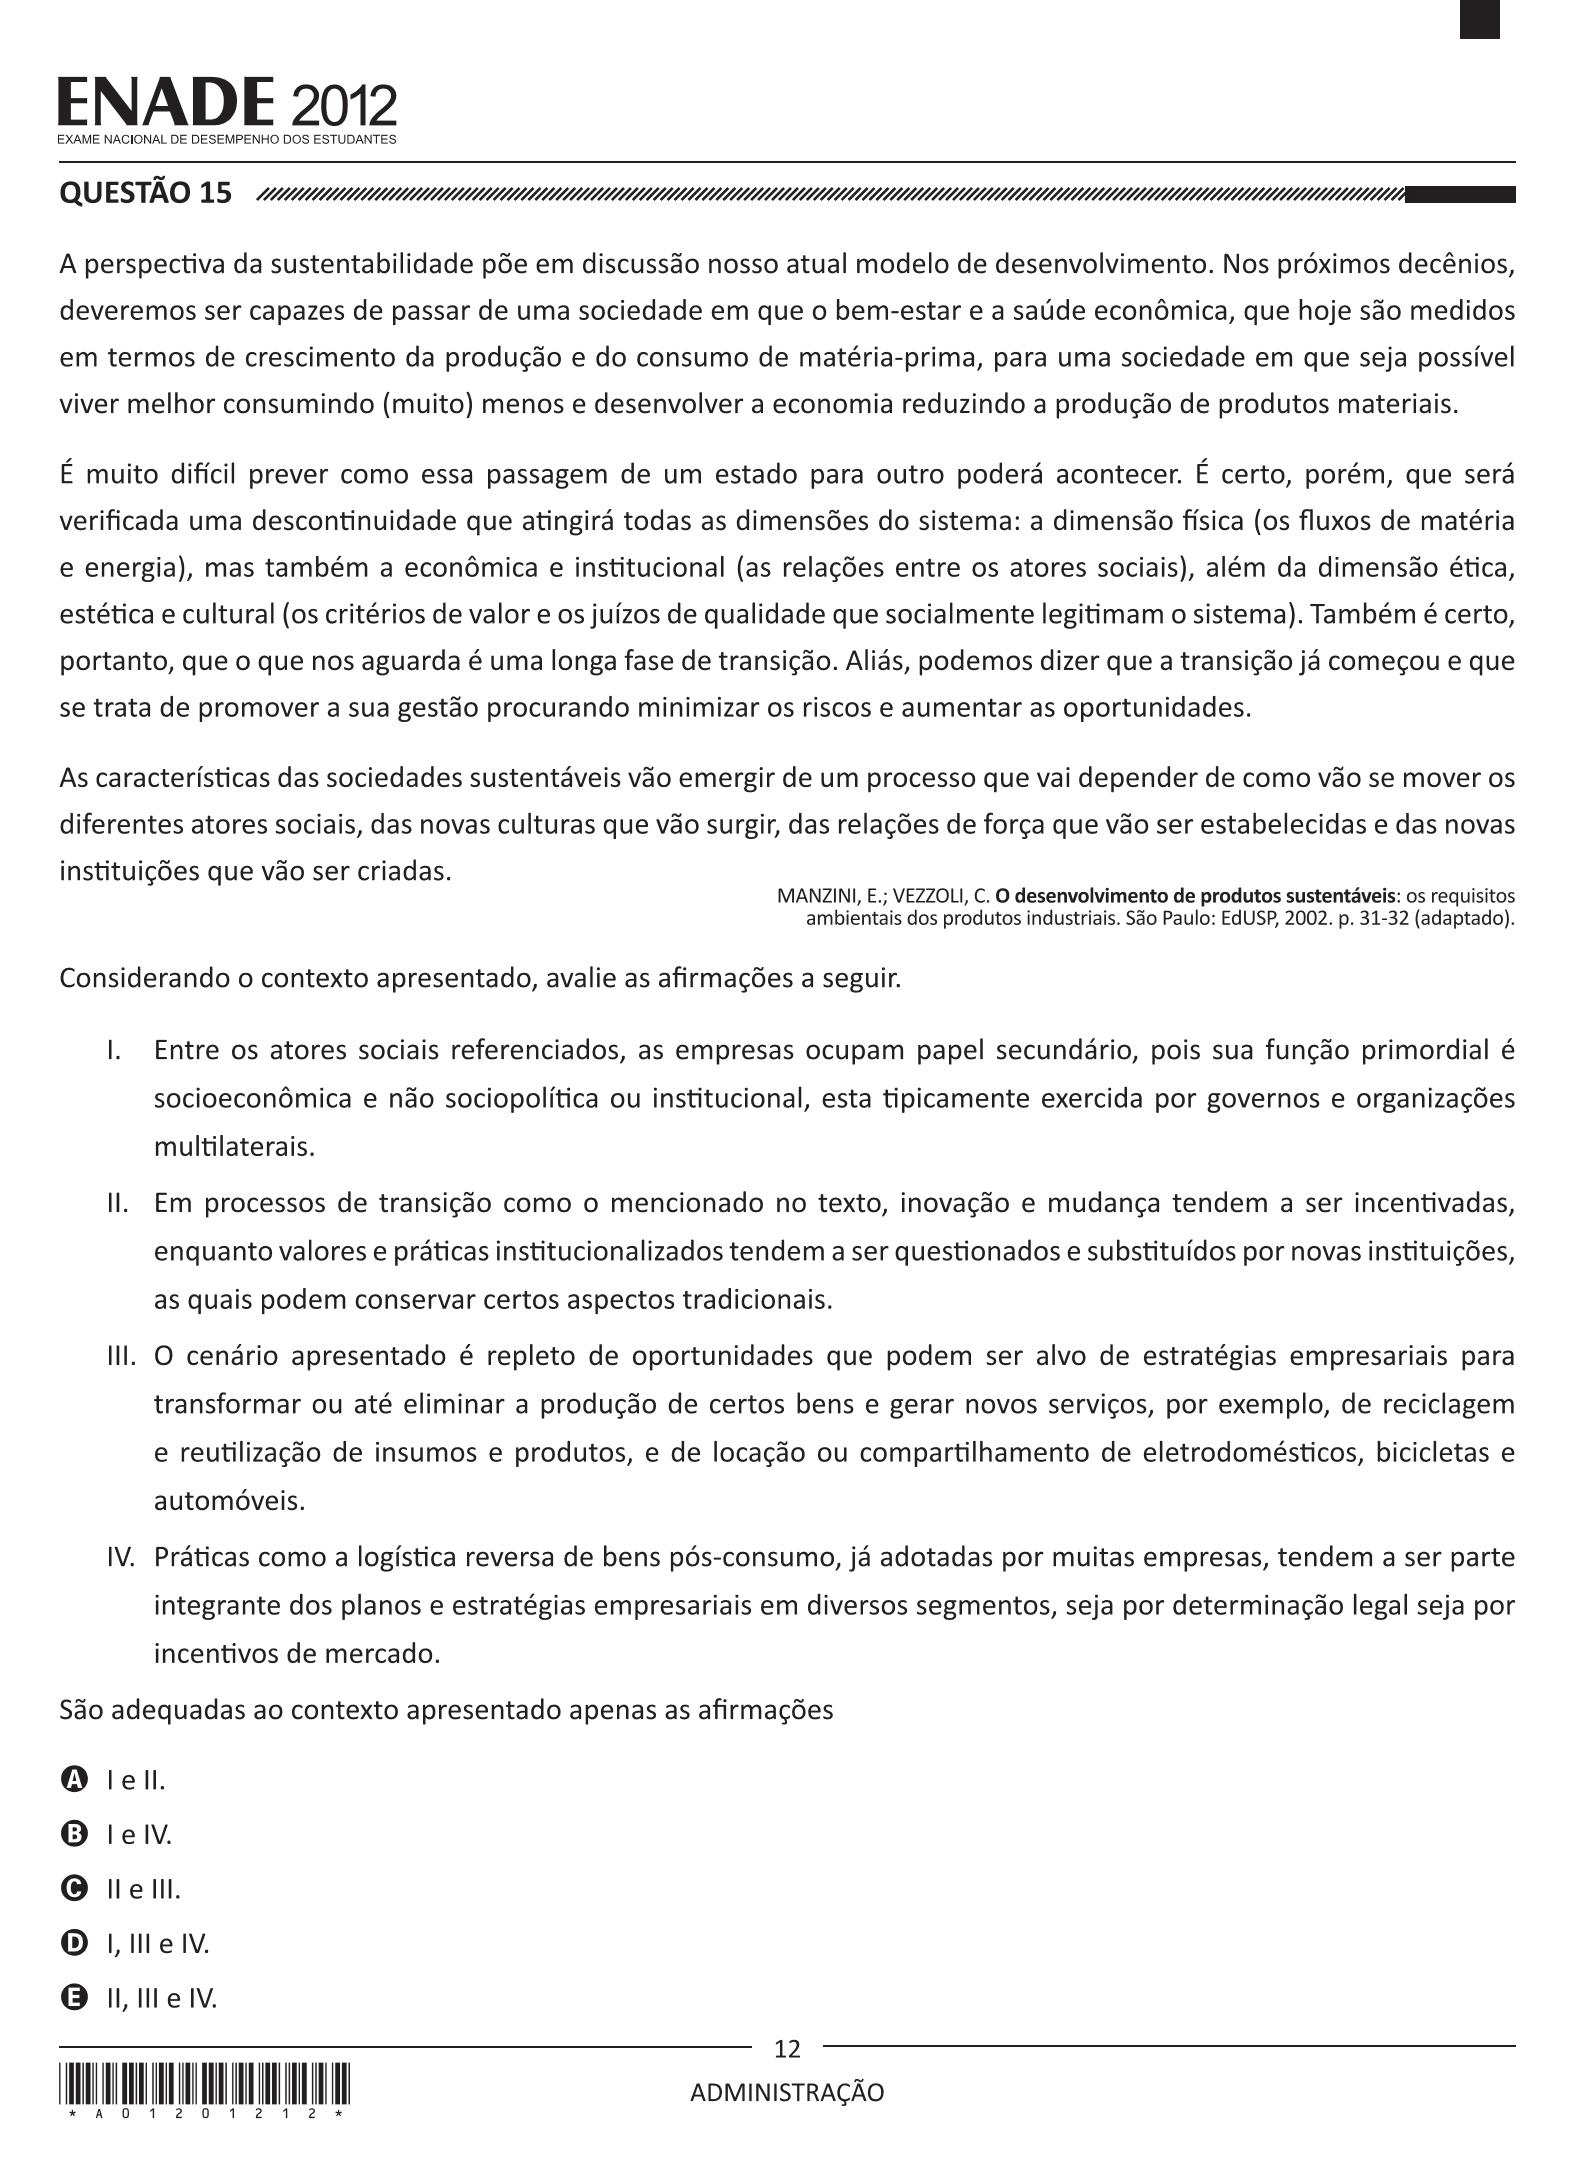 ENADE 2012
EXAME NACIONAL DE DESEMPENHO DOS ESTUDANTES
QUESTÃO 15
A perspectiva da sustentabilidade põe em discussão nosso atual modelo de desenvolvimento. Nos próximos decênios,
deveremos ser capazes de passar de uma sociedade em que o bem-estar e a saúde econômica, que hoje são medidos
em termos de crescimento da produção e do consumo de matéria-prima, para uma sociedade em que seja possível
viver melhor consumindo (muito) menos e desenvolver a economia reduzindo a produção de produtos materiais.
É muito difícil prever como essa passagem de um estado para outro poderá acontecer. É certo, porém, que será
verificada uma descontinuidade que atingirá todas as dimensões do sistema: a dimensão física (os fluxos de matéria
e energia), mas também a econômica e institucional (as relações entre os atores sociais), além da dimensão ética,
estética e cultural (os critérios de valor e os juízos de qualidade que socialmente legitimam o sistema). Também é certo,
portanto, que o que nos aguarda é uma longa fase de transição. Aliás, podemos dizer que a transição já começou e que
se trata de promover a sua gestão procurando minimizar os riscos e aumentar as oportunidades.
As características das sociedades sustentáveis vão emergir de um processo que vai depender de como vão se mover os
diferentes atores sociais, das novas culturas que vão surgir, das relações de força que vão ser estabelecidas e das novas
instituições que vão ser criadas.
MANZINI, E.; VEZZOLI, C. O desenvolvimento de produtos sustentáveis: os requisitos
ambientais dos produtos industriais. São Paulo: EdUSP, 2002. p. 31-32 (adaptado).
Considerando o contexto apresentado, avalie as afirmações a seguir.
I. Entre os atores sociais referenciados, as empresas ocupam papel secundário, pois sua função primordial é
socioeconômica e não sociopolítica ou institucional, esta tipicamente exercida por governos e organizações
multilaterais.
II. Em processos de transição como o mencionado no texto, inovação e mudança tendem a ser incentivadas,
enquanto valores e práticas institucionalizados tendem a ser questionados e substituídos por novas instituições,
as quais podem conservar certos aspectos tradicionais.
III. O cenário apresentado é repleto de oportunidades que podem ser alvo de estratégias empresariais para
transformar ou até eliminar a produção de certos bens e gerar novos serviços, por exemplo, de reciclagem
e reutilização de insumos e produtos, e de locação ou compartilhamento de eletrodomésticos, bicicletas e
automóveis.
IV. Práticas como a logística reversa de bens pós-consumo, já adotadas por muitas empresas, tendem a ser parte
integrante dos planos e estratégias empresariais em diversos segmentos, seja por determinação legal seja por
incentivos de mercado.
São adequadas ao contexto apresentado apenas as afirmações
A I e II.
B I e IV.
C II e III.
D I, III e IV.
E II, III e IV.
12
ADMINISTRAÇÃO
* A 0 1 2 0 1 2 1 2 *